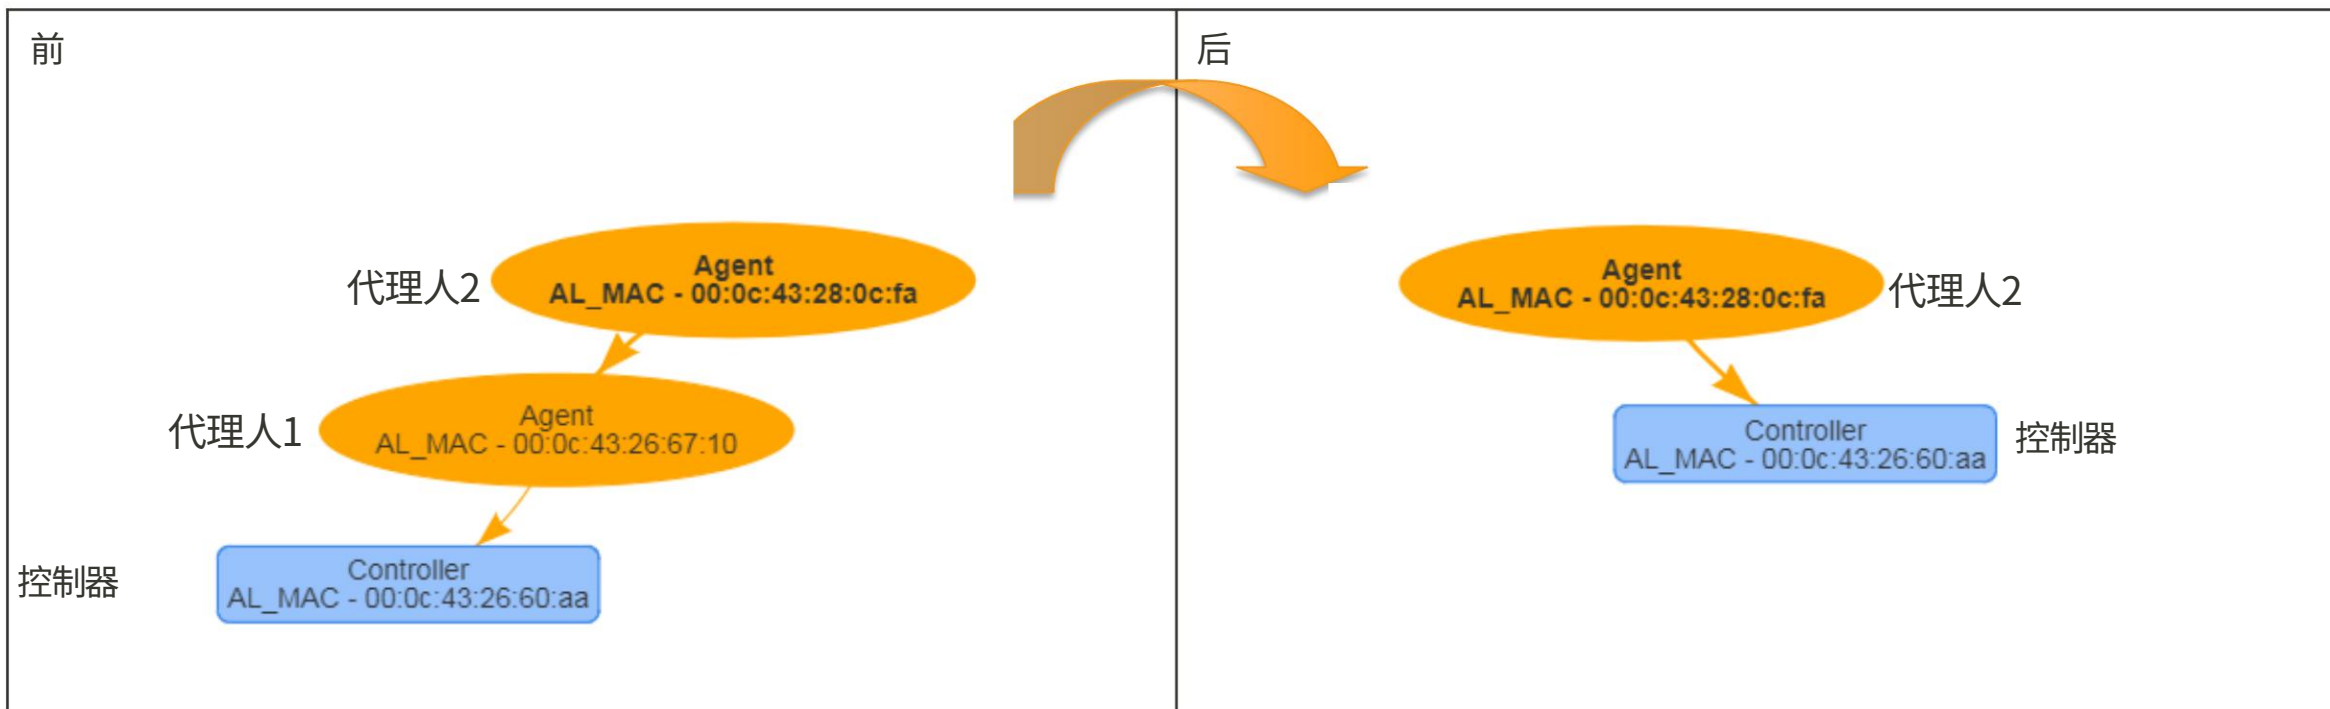 前
代理人2
Agent
AL_MAC - 00:0c:43:28:0c:fa
代理人1
Agent
AL_MAC - 00:0c:43:26:67:10
控制器
Controller
AL_MAC - 00:0c:43:26:60:aa
后
Agent
AL_MAC - 00:0c:43:28:0c:fa
代理人2
Controller
AL_MAC - 00:0c:43:26:60:aa
控制器